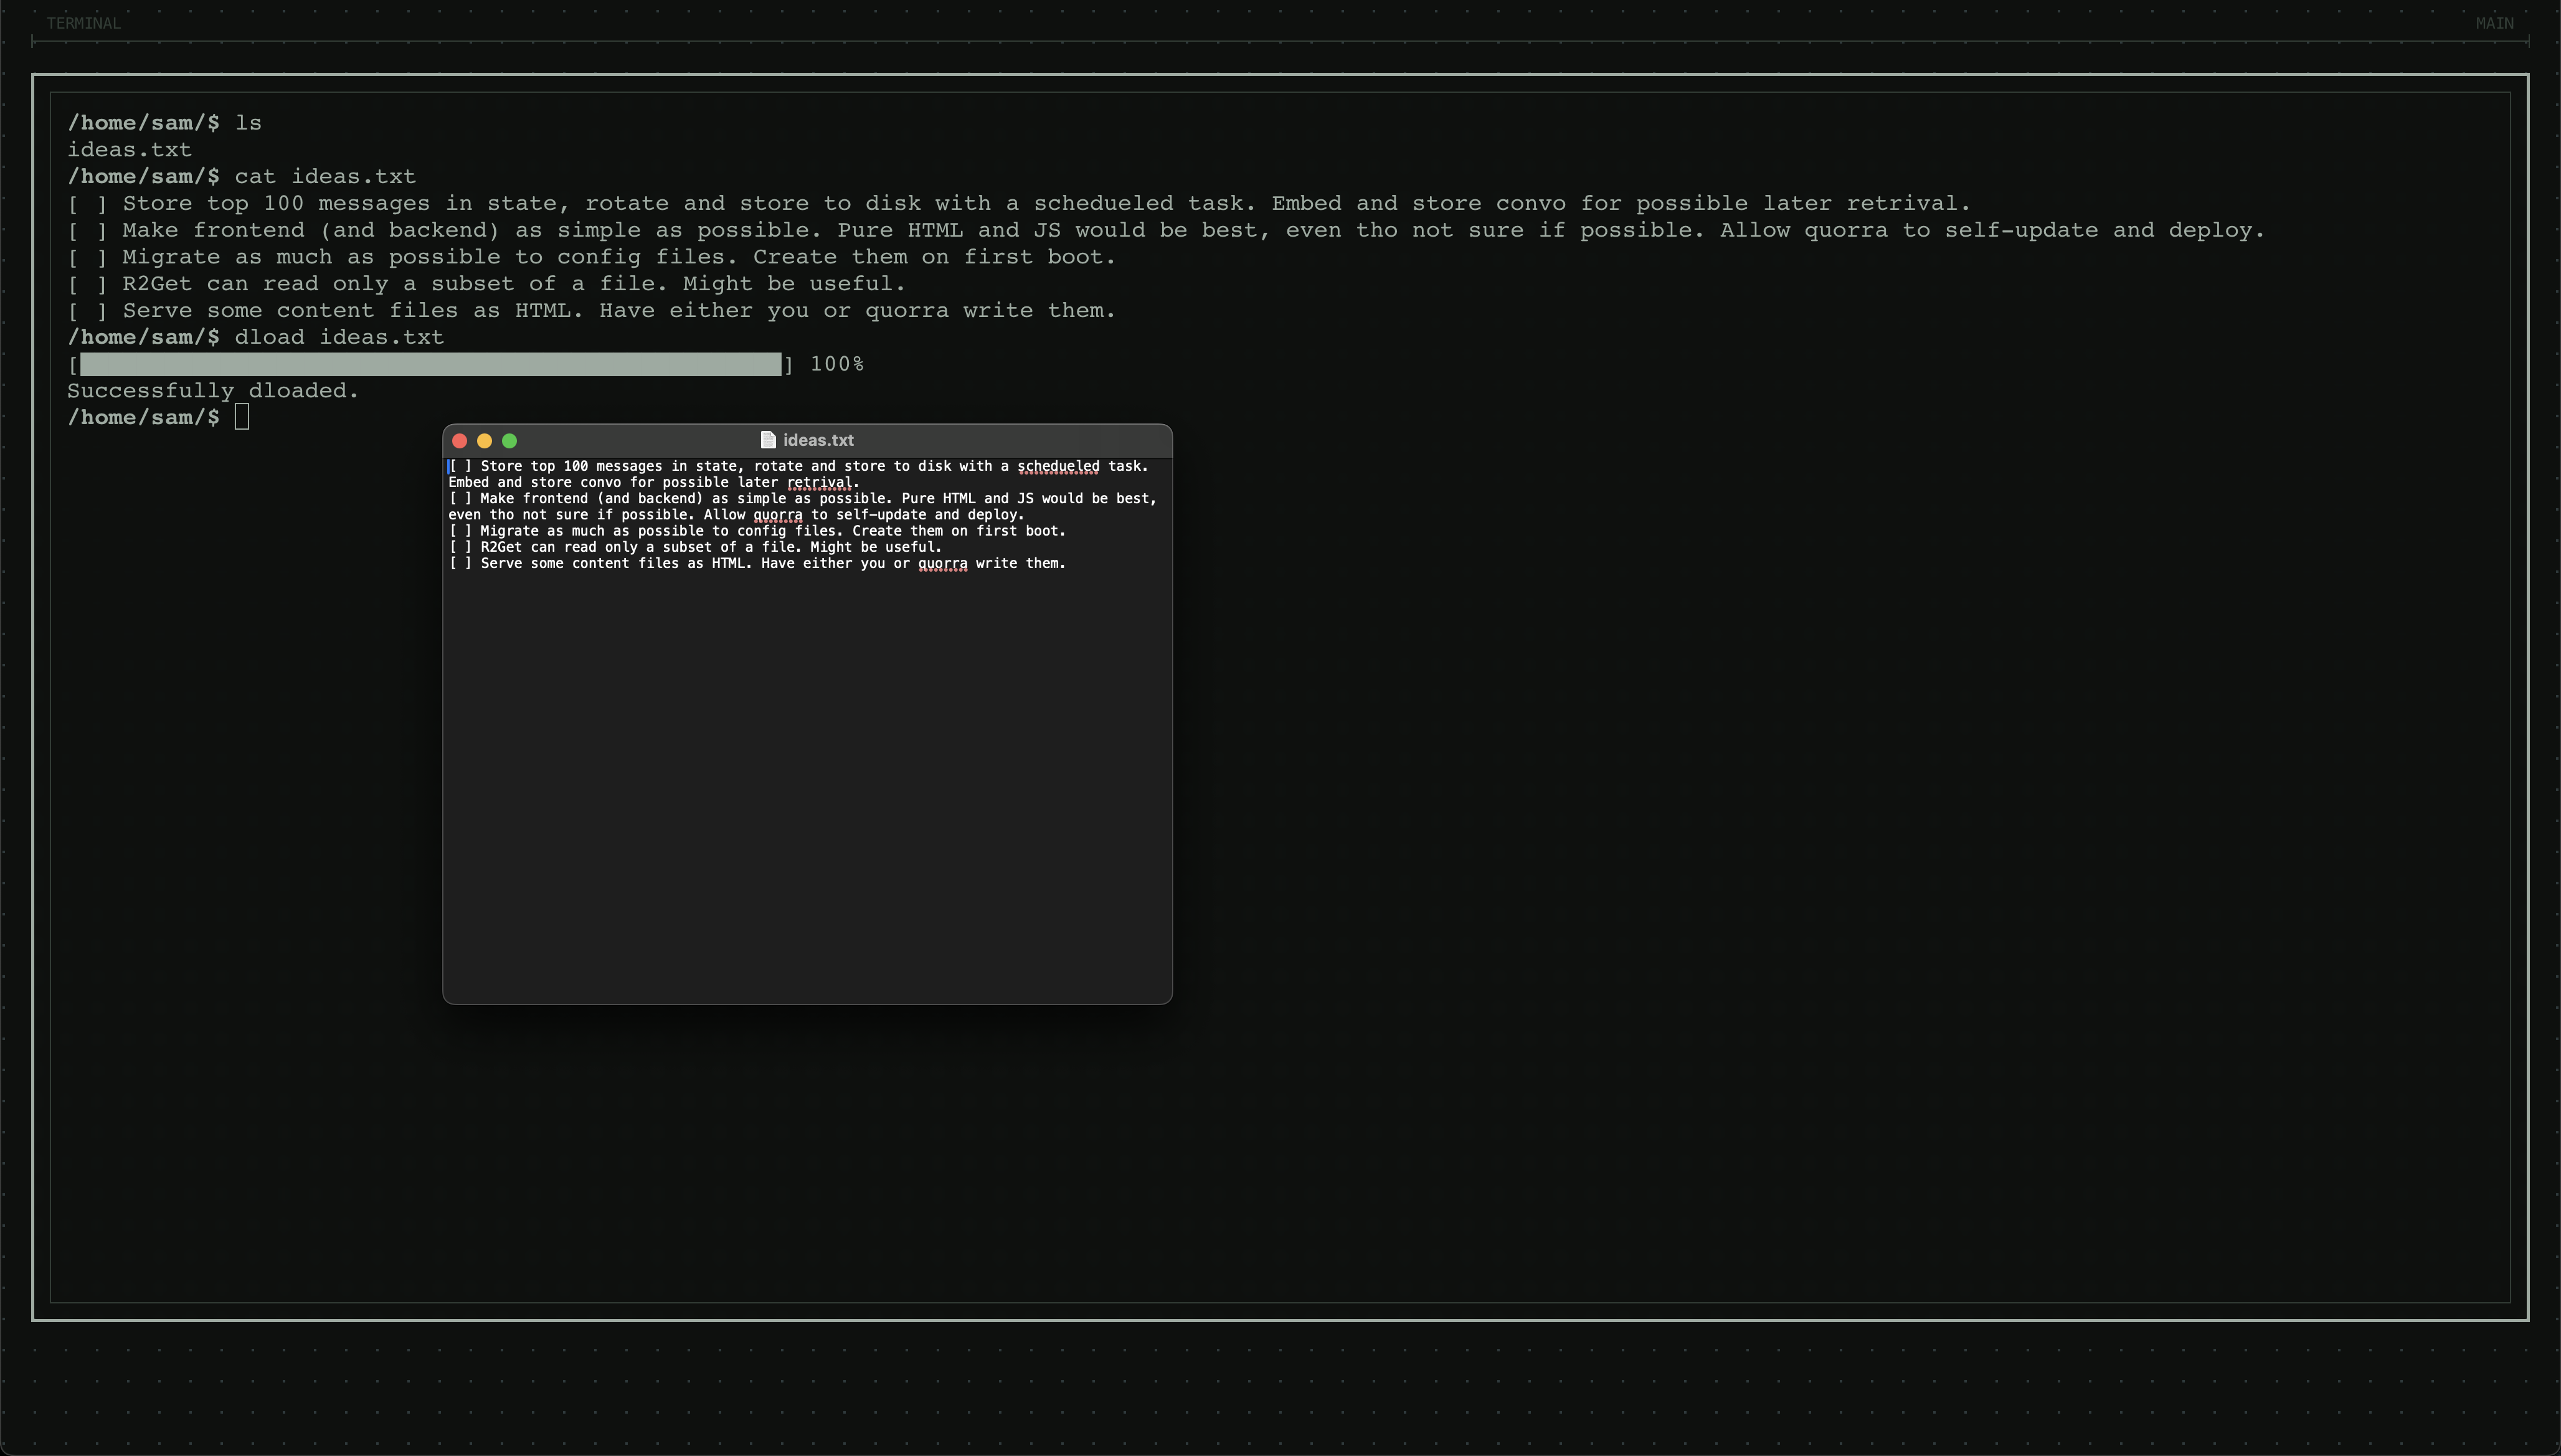 TERMINAL MAIN
/home/sam/$ ls
ideas.txt
/home/sam/$ cat ideas.txt
[ ] Store top 100 messages in state, rotate and store to disk with a schedueled task. Embed and store convo for possible later retrival.
[ ] Make frontend (and backend) as simple as possible. Pure HTML and JS would be best, even tho not sure if possible. Allow quorra to self-update and deploy.
[ ] Migrate as much as possible to config files. Create them on first boot.
[ ] R2Get can read only a subset of a file. Might be useful.
[ ] Serve some content files as HTML. Have either you or quorra write them.
/home/sam/$ dload ideas.txt
[] 100%
Successfully dloaded.
/home/sam/$
ideas.txt
[ ] Store top 100 messages in state, rotate and store to disk with a schedueled task.
Embed and store convo for possible later retrival.
[ ] Make frontend (and backend) as simple as possible. Pure HTML and JS would be best,
even tho not sure if possible. Allow quorra to self-update and deploy.
[ ] Migrate as much as possible to config files. Create them on first boot.
[ ] R2Get can read only a subset of a file. Might be useful.
[ ] Serve some content files as HTML. Have either you or quorra write them.